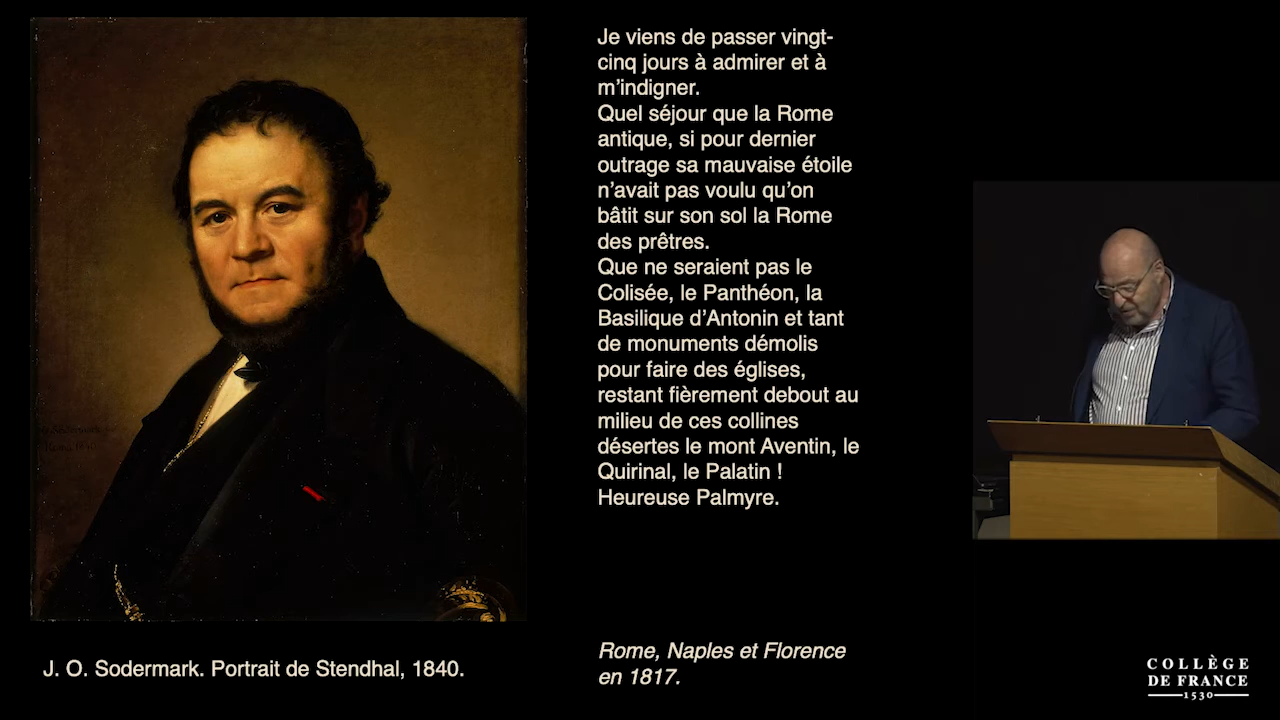 Je viens de passer vingt-
cinq jours à admirer et à
m'indigner.
Quel séjour que la Rome
antique, si pour dernier
outrage sa mauvaise étoile
n'avait pas voulu qu'on
bâtit sur son sol la Rome
des prêtres.
Que ne seraient pas le
Colisée, le Panthéon, la
Basilique d'Antonin et tant
de monuments démolis
pour faire des églises,
restant fièrement debout au
milieu de ces collines
désertes le mont Aventin, le
Quirinal, le Palatin !
Heureuse Palmyre.
Rome, Naples et Florence
en 1817.
J. O. Sodermark. Portrait de Stendhal, 1840.
COLLÈGE
DE FRANCE
1530